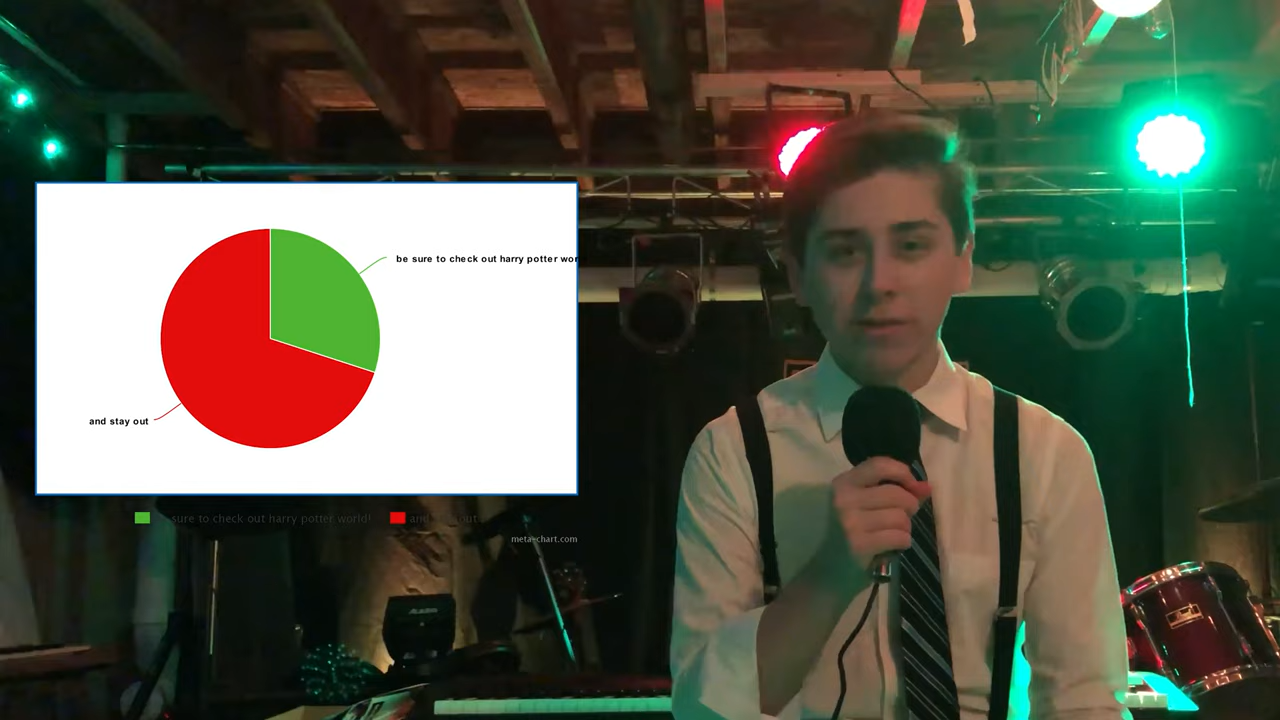 be sure to check out harry potter wor
and stay out
sure to check out harry potter world!
and out
meta-chart.com